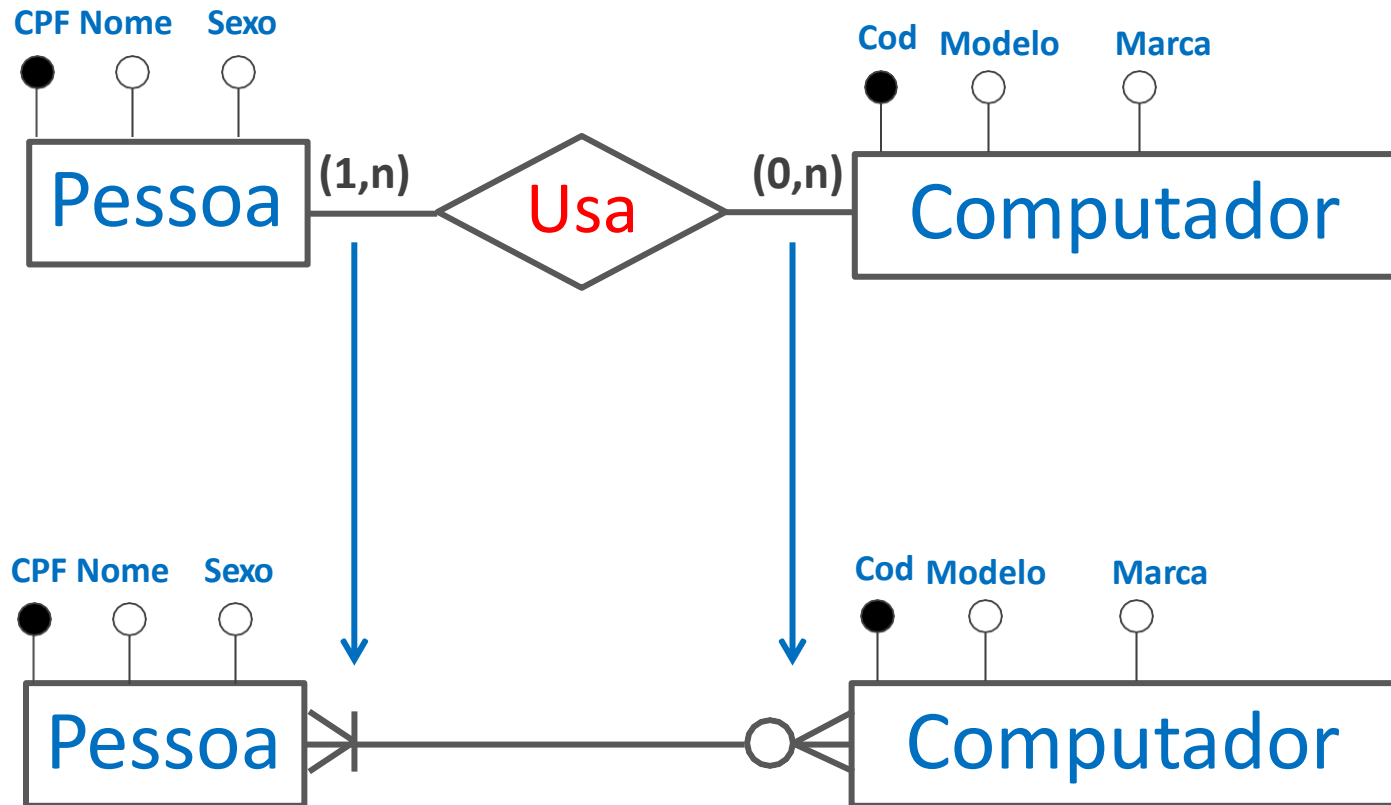 CPF Nome Sexo
Cod Modelo Marca
Pessoa (1,n) Usa (0,n) Computador
CPF Nome Sexo
Cod Modelo Marca
Pessoa Computador